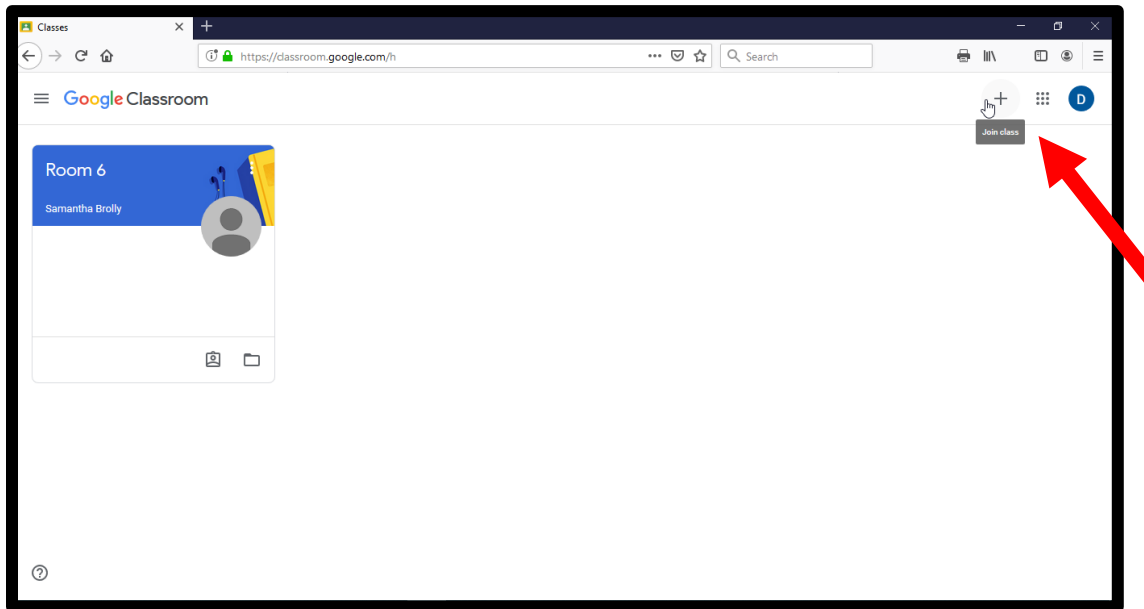 Classes
https://classroom.google.com/h
Search
Google Classroom
D
Join class
Room 6
Samantha Brolly